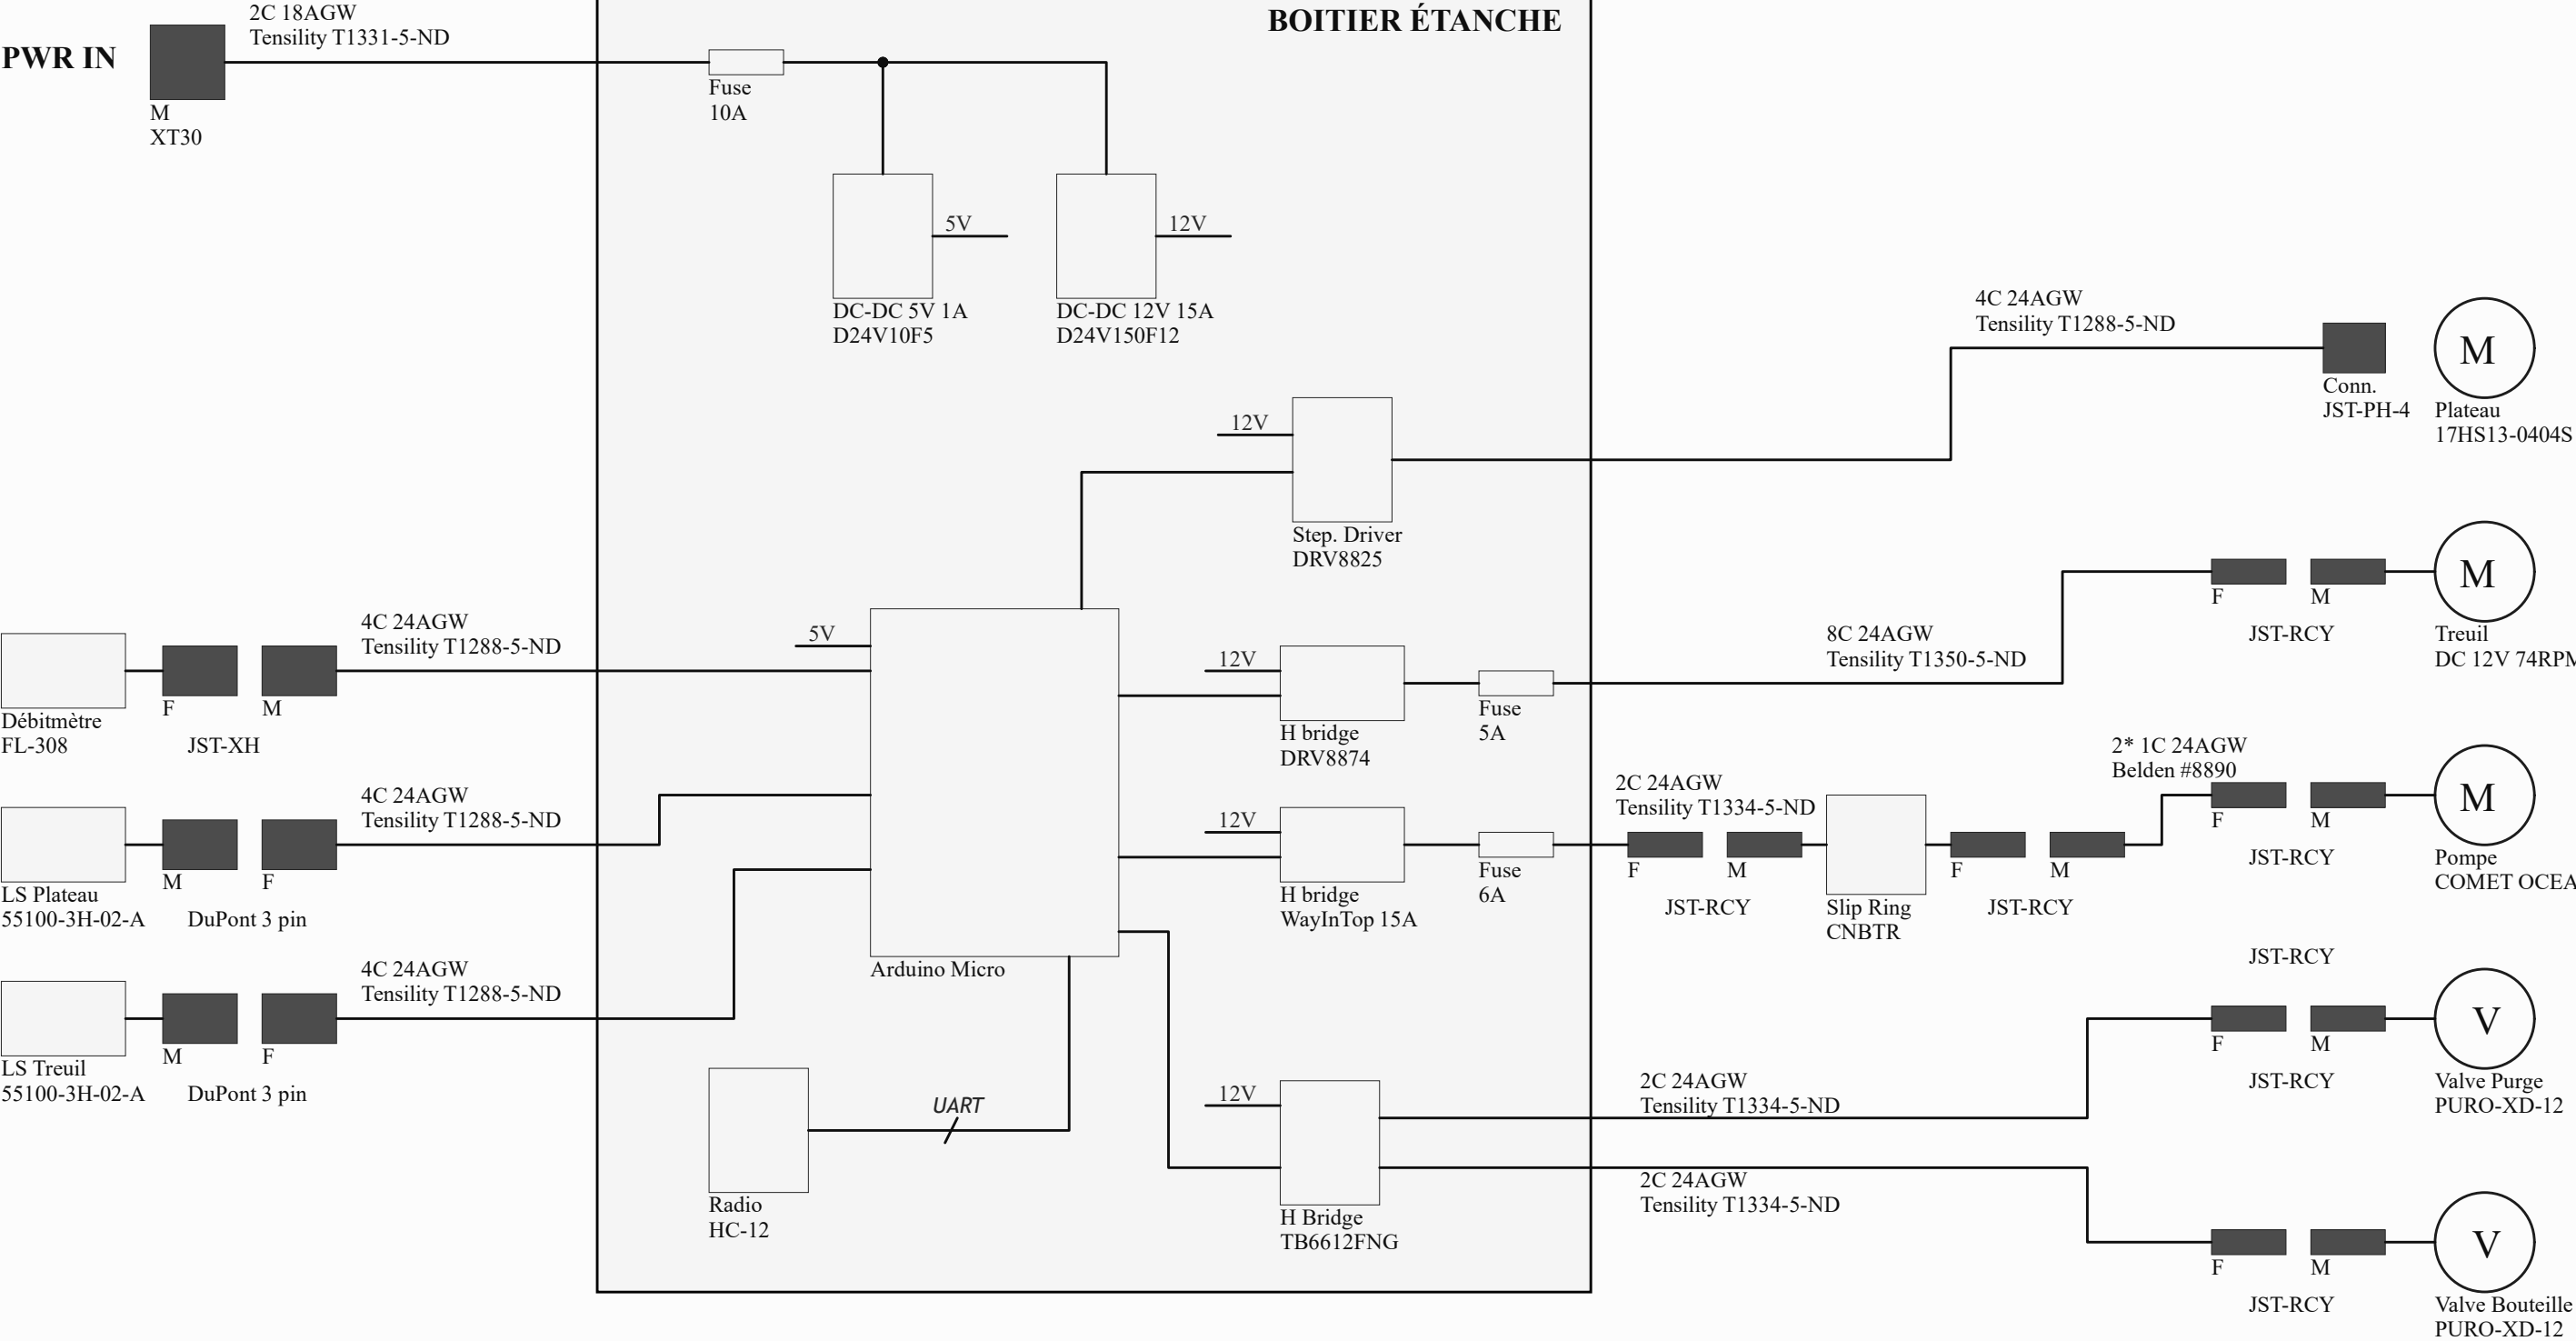 2C 18AGW
Tensility T1331-5-ND
BOITIER ÉTANCHE
PWR IN
M
XT30
Fuse
10A
5V
12V
DC-DC 5V 1A
D24V10F5
DC-DC 12V 15A
D24V150F12
4C 24AGW
Tensility T1288-5-ND
M
Conn.
JST-PH-4
Plateau
17HS13-0404S
12V
Step. Driver
DRV8825
4C 24AGW
Tensility T1288-5-ND
F
M
JST-XH
Débitmètre
FL-308
5V
12V
H bridge
DRV8874
Fuse
5A
8C 24AGW
Tensility T1350-5-ND
F
M
JST-RCY
M
Treuil
DC 12V 74RPM
4C 24AGW
Tensility T1288-5-ND
M
F
DuPont 3 pin
LS Plateau
55100-3H-02-A
Arduino Micro
12V
H bridge
WayInTop 15A
Fuse
6A
2C 24AGW
Tensility T1334-5-ND
F
M
JST-RCY
Slip Ring
CNBTR
F
M
JST-RCY
2* 1C 24AGW
Belden #8890
F
M
JST-RCY
M
Pompe
COMET OCEA
4C 24AGW
Tensility T1288-5-ND
M
F
DuPont 3 pin
LS Treuil
55100-3H-02-A
UART
Radio
HC-12
12V
H Bridge
TB6612FNG
2C 24AGW
Tensility T1334-5-ND
JST-RCY
F
M
JST-RCY
V
Valve Purge
PURO-XD-12
2C 24AGW
Tensility T1334-5-ND
F
M
JST-RCY
V
Valve Bouteille
PURO-XD-12